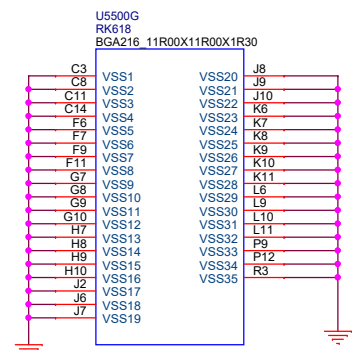 U5500G
RK618
BGA216_11R00X11R00X1R30
C3 VSS1 VSS20 J8
C8 VSS2 VSS21 J9
C11 VSS3 VSS22 J10
C14 VSS4 VSS23 K6
F6 VSS5 VSS24 K7
F7 VSS6 VSS25 K8
F9 VSS7 VSS26 K9
F11 VSS8 VSS27 K10
G7 VSS9 VSS28 K11
G8 VSS10 VSS29 L6
G9 VSS11 VSS30 L9
G10 VSS12 VSS31 L10
H7 VSS13 VSS32 L11
H8 VSS14 VSS33 P9
H9 VSS15 VSS34 P12
H10 VSS16 VSS35 R3
J2 VSS17
J6 VSS18
J7 VSS19